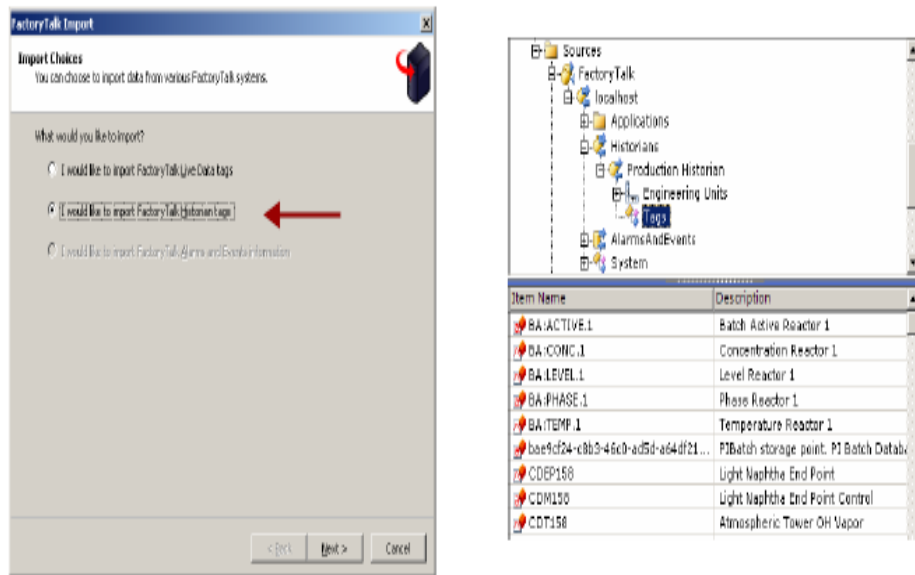 FactoryTalk Import
Import Choices
You can choose to import data from various FactoryTalk systems.
What would you like to import?
I would like to import FactoryTalk Live Data tags
I would like to import FactoryTalk Historian tags
I would like to import FactoryTalk Alarms and Events information
< Back
Next >
Cancel
Sources
FactoryTalk
localhost
Applications
Historians
Production Historian
Engineering Units
Tags
AlarmsAndEvents
System
Item Name Description
BA:ACTIVE.1 Batch Active Reactor 1
BA:CONC.1 Concentration Reactor 1
BA:LEVEL.1 Level Reactor 1
BA:PHASE.1 Phase Reactor 1
BA:TEMP.1 Temperature Reactor 1
bae9cf24-c8b3-46c0-ad5d-a64df21... PIBatch storage point. PI Batch Databa
CDEP158 Light Naphtha End Point
CDM158 Light Naphtha End Point Control
CDT158 Atmospheric Tower OH Vapor